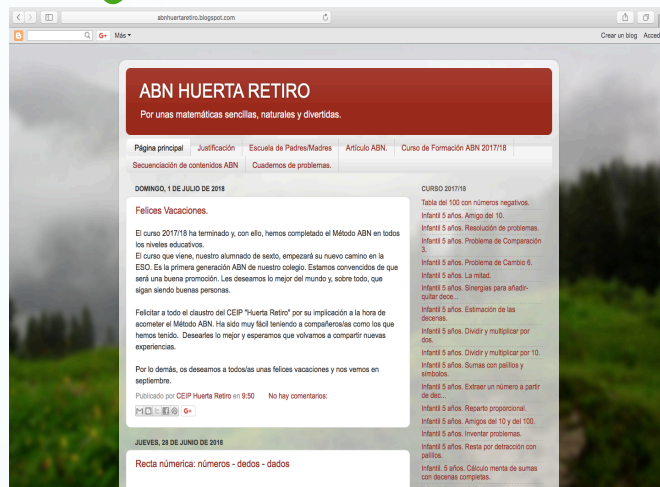 abnhuertaretiro.blogspot.com
G+ Más
Crear un blog Acced
ABN HUERTA RETIRO
Por unas matemáticas sencillas, naturales y divertidas.
Página principal Justificación Escuela de Padres/Madres Artículo ABN. Curso de Formación ABN 2017/18
Secuenciación de contenidos ABN Cuadernos de problemas.
DOMINGO, 1 DE JULIO DE 2018
Felices Vacaciones.
El curso 2017/18 ha terminado y, con ello, hemos completado el Método ABN en todos
los niveles educativos.
El curso que viene, nuestro alumnado de sexto, empezará su nuevo camino en la
ESO. Es la primera generación ABN de nuestro colegio. Estamos convencidos de que
será una buena promoción. Les deseamos lo mejor del mundo y, sobre todo, que
sigan siendo buenas personas.
Felicitar a todo el claustro del CEIP "Huerta Retiro" por su implicación a la hora de
acometer el Método ABN. Ha sido muy fácil teniendo a compañeros/as como los que
hemos tenido. Desearles lo mejor y esperamos que volvamos a compartir nuevas
experiencias.
Por lo demás, os deseamos a todos/as unas felices vacaciones y nos vemos en
septiembre.
Publicado por CEIP Huerta Retiro en 9:50 No hay comentarios:
G+
JUEVES, 28 DE JUNIO DE 2018
Recta númerica: números - dedos - dados
CURSO 2017/18
Tabla del 100 con números negativos.
Infantil 5 años. Amigo del 10.
Infantil 5 años. Resolución de problemas.
Infantil 5 años. Problema de Comparación
3.
Infantil 5 años. Problema de Cambio 6.
Infantil 5 años. La mitad.
Infantil 5 años. Sinergias para añadir-
quitar dece...
Infantil 5 años. Estimación de las
decenas.
Infantil 5 años. Dividir y multiplicar por
dos.
Infantil 5 años. Dividir y multiplicar por 10.
Infantil 5 años. Sumas con palillos y
símbolos.
Infantil 5 años. Extraer un número a partir
de dec...
Infantil 5 años. Reparto proporcional.
Infantil 5 años. Amigos del 10 y del 100.
Infantil 5 años. Inventar problemas.
Infantil 5 años. Resta por detracción con
palillos.
Infantil. 5 años. Cálculo menta de sumas
con decenas completas.